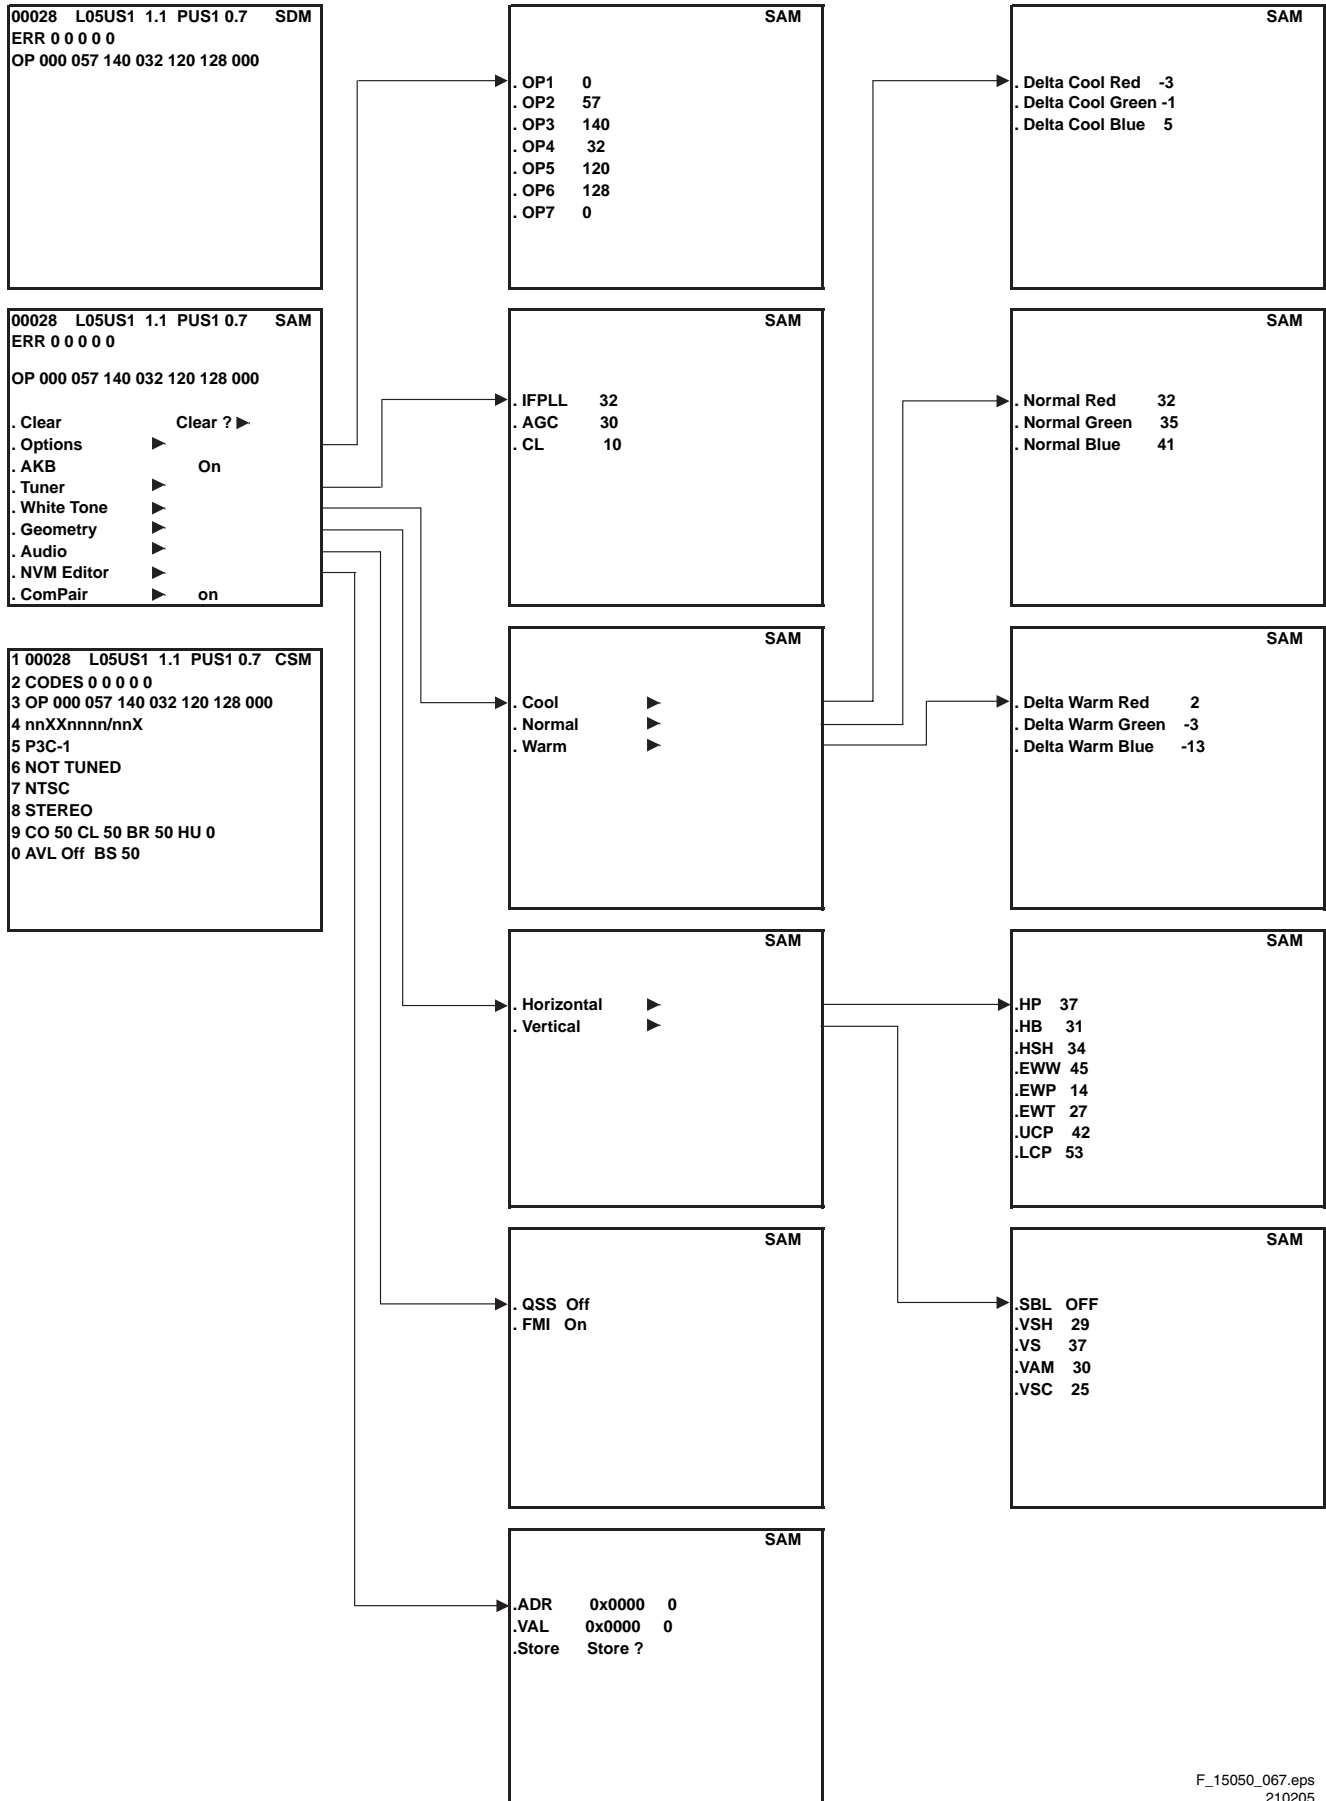 00028 L05US1 1.1 PUS1 0.7 SDM
ERR 0 0 0 0 0
OP 000 057 140 032 120 128 000
SAM
. OP1 0
. OP2 57
. OP3 140
. OP4 32
. OP5 120
. OP6 128
. OP7 0
SAM
. Delta Cool Red -3
. Delta Cool Green -1
. Delta Cool Blue 5
00028 L05US1 1.1 PUS1 0.7 SAM
ERR 0 0 0 0 0
OP 000 057 140 032 120 128 000
. Clear Clear ? ►
. Options ►
. AKB On
. Tuner ►
. White Tone ►
. Geometry ►
. Audio ►
. NVM Editor ►
. ComPair ► on
SAM
. IFPLL 32
. AGC 30
. CL 10
SAM
. Normal Red 32
. Normal Green 35
. Normal Blue 41
1 00028 L05US1 1.1 PUS1 0.7 CSM
2 CODES 0 0 0 0 0
3 OP 000 057 140 032 120 128 000
4 nnXXnnnn/nnX
5 P3C-1
6 NOT TUNED
7 NTSC
8 STEREO
9 CO 50 CL 50 BR 50 HU 0
0 AVL Off BS 50
SAM
. Cool ►
. Normal ►
. Warm ►
SAM
. Delta Warm Red 2
. Delta Warm Green -3
. Delta Warm Blue -13
SAM
. Horizontal ►
. Vertical ►
SAM
.HP 37
.HB 31
.HSH 34
.EWW 45
.EWP 14
.EWT 27
.UCP 42
.LCP 53
SAM
. QSS Off
. FMI On
SAM
.SBL OFF
.VSH 29
.VS 37
.VAM 30
.VSC 25
SAM
.ADR 0x0000 0
.VAL 0x0000 0
.Store Store ?
F_15050_067.eps
210205